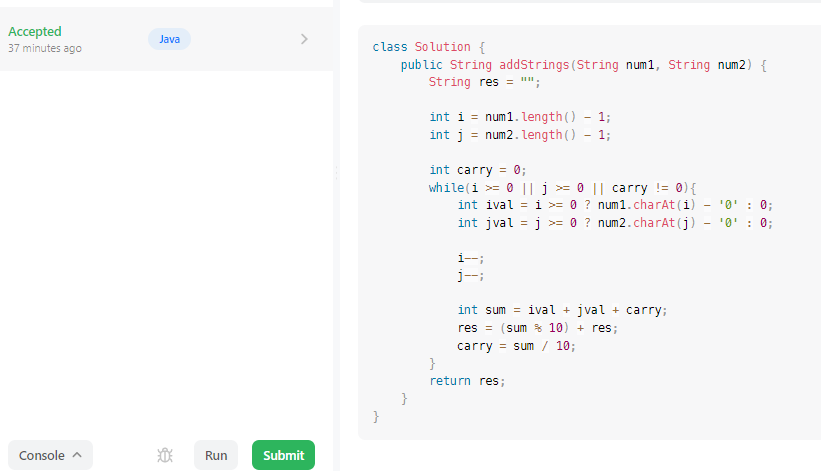 Accepted
37 minutes ago
Java
class Solution {
    public String addStrings(String num1, String num2) {
        String res = "";

        int i = num1.length() - 1;
        int j = num2.length() - 1;

        int carry = 0;
        while(i >= 0 || j >= 0 || carry != 0){
            int ival = i >= 0 ? num1.charAt(i) - '0' : 0;
            int jval = j >= 0 ? num2.charAt(j) - '0' : 0;

            i--;
            j--;

            int sum = ival + jval + carry;
            res = (sum % 10) + res;
            carry = sum / 10;
        }
        return res;
    }
}
Console
Run
Submit